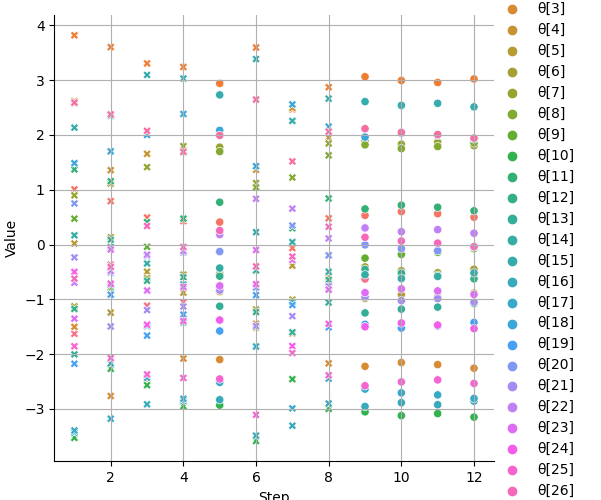 4
3
2
1
0
−1
−2
−3
Value
2
4
6
8
10
12
Step
θ[3]
θ[4]
θ[5]
θ[6]
θ[7]
θ[8]
θ[9]
θ[10]
θ[11]
θ[12]
θ[13]
θ[14]
θ[15]
θ[16]
θ[17]
θ[18]
θ[19]
θ[20]
θ[21]
θ[22]
θ[23]
θ[24]
θ[25]
θ[26]